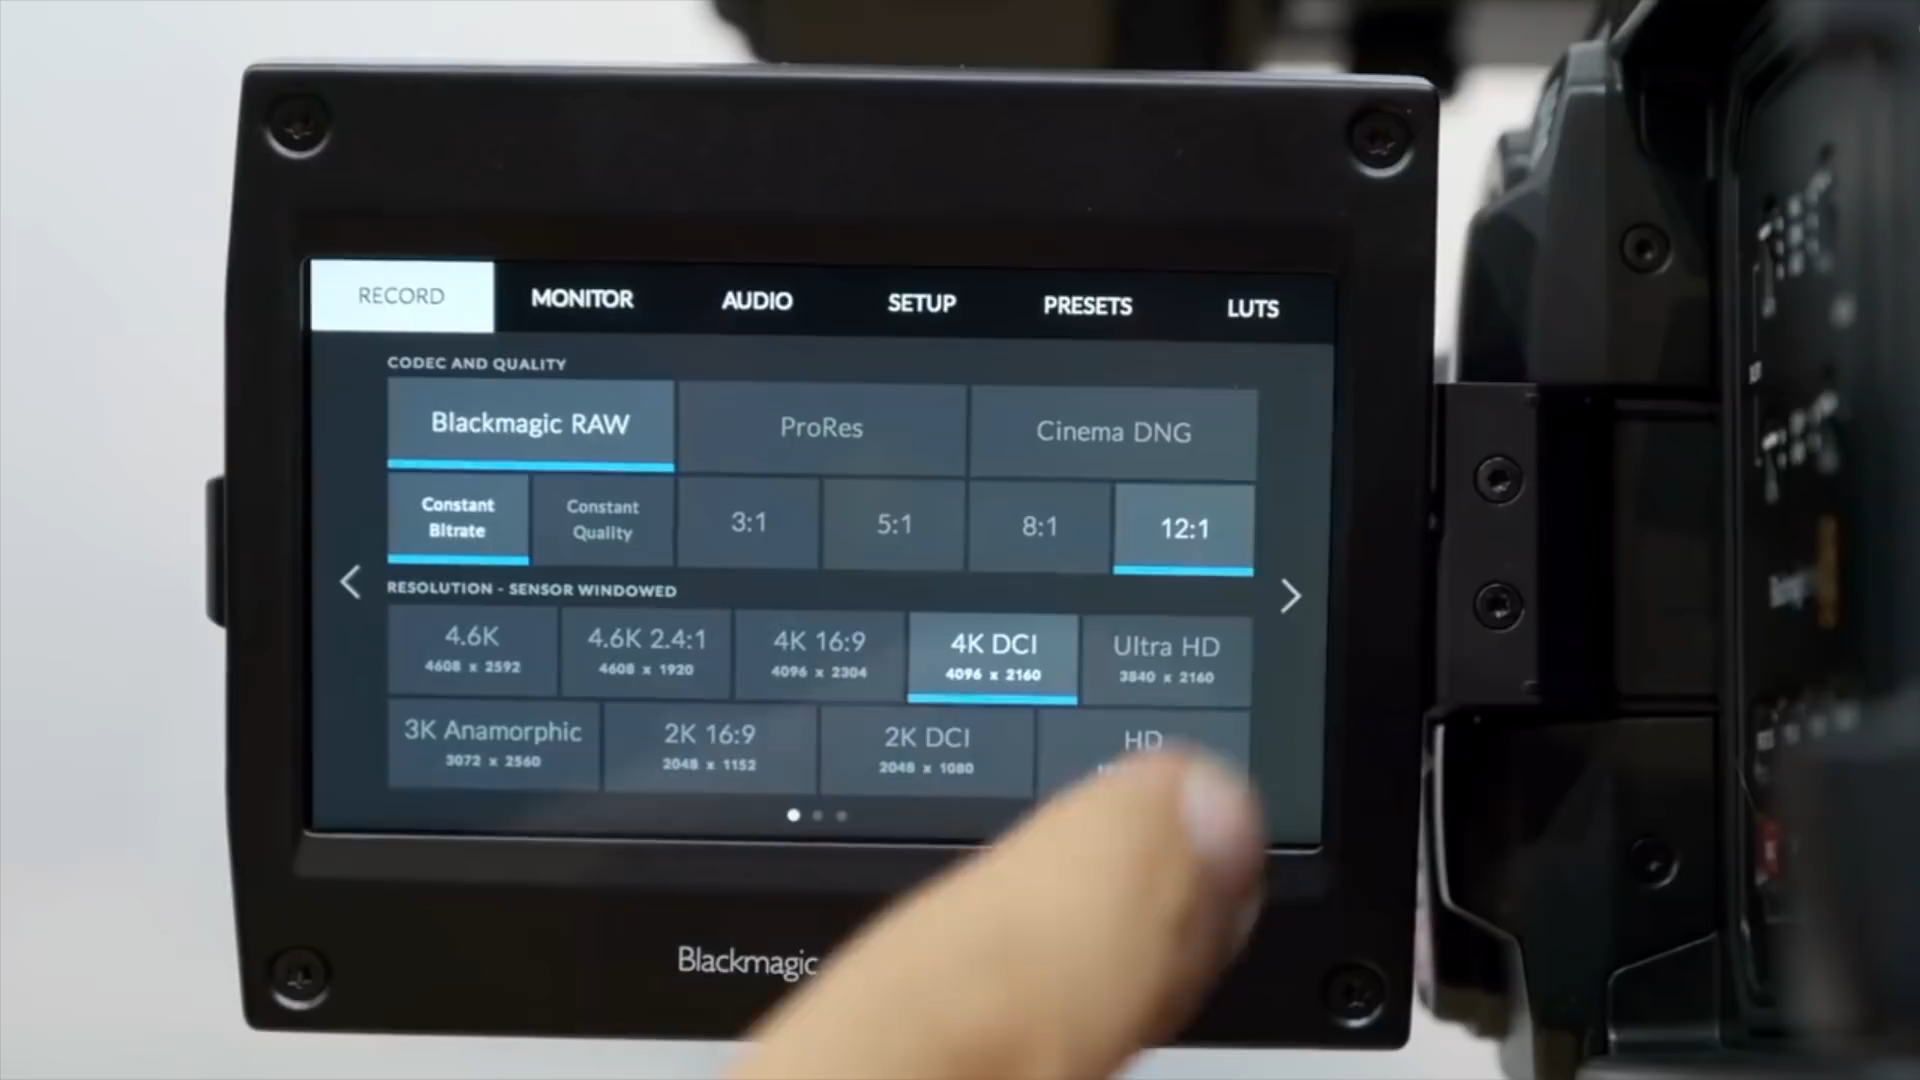 RECORD MONITOR AUDIO SETUP PRESETS LUTS
CODEC AND QUALITY
Blackmagic RAW ProRes Cinema DNG
Constant Bitrate Constant Quality 3:1 5:1 8:1 12:1
RESOLUTION - SENSOR WINDOWED
4.6K 4.6K 2.4:1 4K 16:9 4K DCI Ultra HD
4608 x 2592 4608 x 1920 4096 x 2304 4096 x 2160 3840 x 2160
3K Anamorphic 2K 16:9 2K DCI HD
3072 x 2560 2048 x 1152 2048 x 1080
Blackmagic